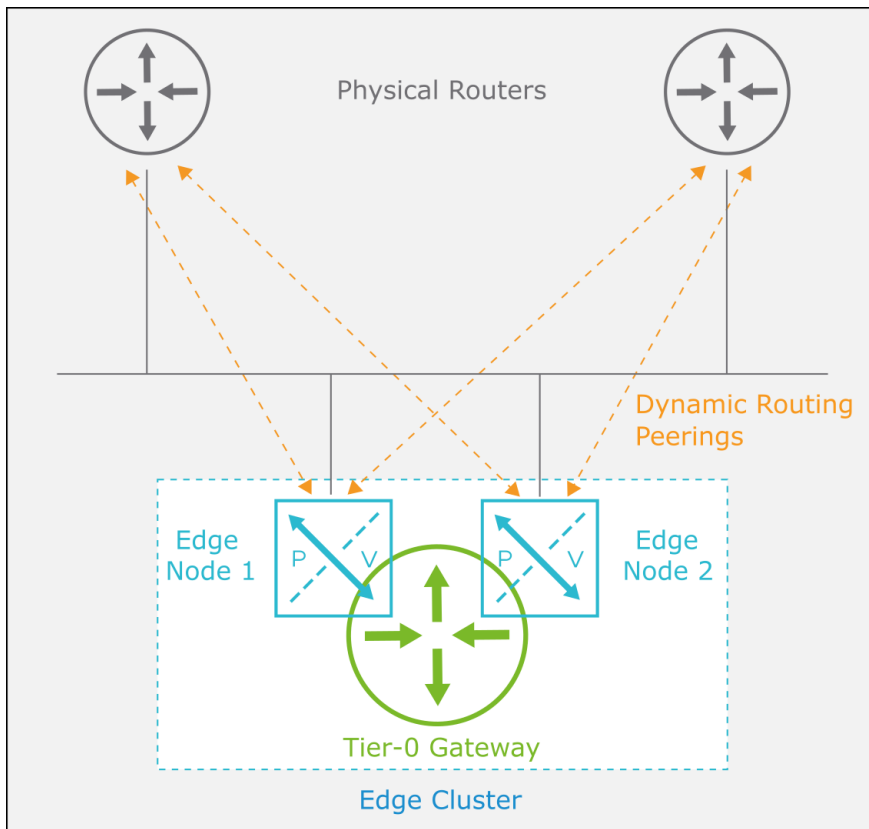 Physical Routers
Dynamic Routing
Peerings
Edge
Node 1
P
V
P
V
Edge
Node 2
Tier-0 Gateway
Edge Cluster